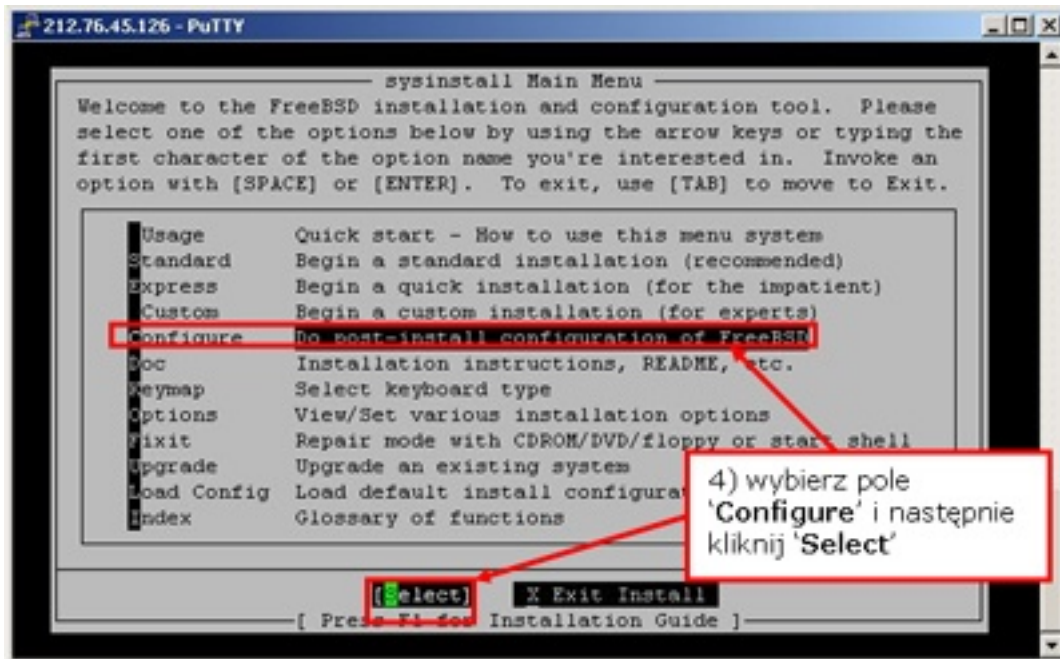 212.76.45.126 - PuTTY
sysinstall Main Menu
Welcome to the FreeBSD installation and configuration tool. Please
select one of the options below by using the arrow keys or typing the
first character of the option name you're interested in. Invoke an
option with [SPACE] or [ENTER]. To exit, use [TAB] to move to Exit.
Usage Quick start - How to use this menu system
Standard Begin a standard installation (recommended)
Express Begin a quick installation (for the impatient)
Custom Begin a custom installation (for experts)
Configure Do post-install configuration of FreeBSD
Doc Installation instructions, README, etc.
Keymap Select keyboard type
Options View/Set various installation options
Fixit Repair mode with CDROM/DVD/floppy or start shell
Upgrade Upgrade an existing system
Load Config Load default install configurat
Index Glossary of functions
4) wybierz pole
'Configure' i następnie
kliknij 'Select'
[Select] X Exit Install
[ Press F1 for Installation Guide ]